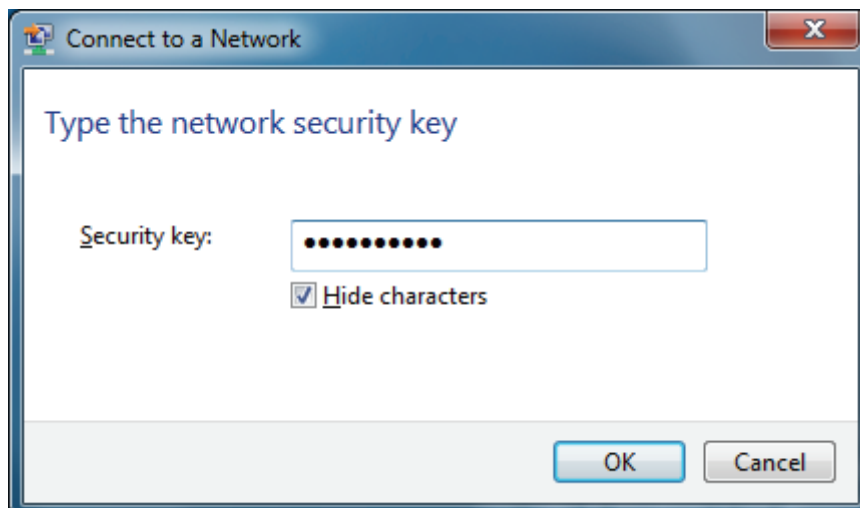 Connect to a Network
Type the network security key
Security key: ••••••••••
Hide characters
OK Cancel